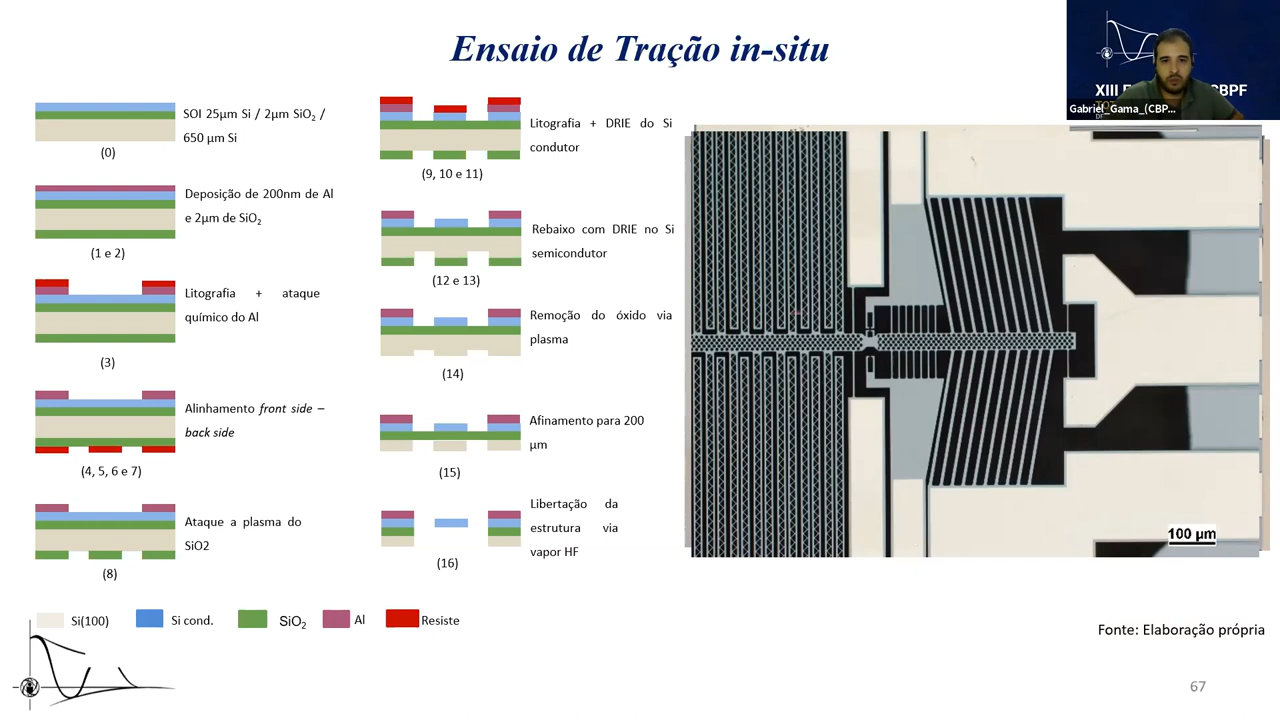 Ensaio de Tração in-situ
XIII E CBPF
Gabriel_Gama_(CBP...
SOI 25µm Si / 2µm SiO₂ /
650 µm Si
(0)
Deposição de 200nm de Al
e 2µm de SiO₂
(1 e 2)
Litografia + ataque
químico do Al
(3)
Alinhamento front side –
back side
(4, 5, 6 e 7)
Ataque a plasma do
SiO2
(8)
Litografia + DRIE do Si
condutor
(9, 10 e 11)
Rebaixo com DRIE no Si
semicondutor
(12 e 13)
Remoção do óxido via
plasma
(14)
Afinamento para 200
µm
(15)
Libertação da
estrutura via
vapor HF
(16)
100 µm
Si(100) Si cond. SiO₂ Al Resiste
Fonte: Elaboração própria
67